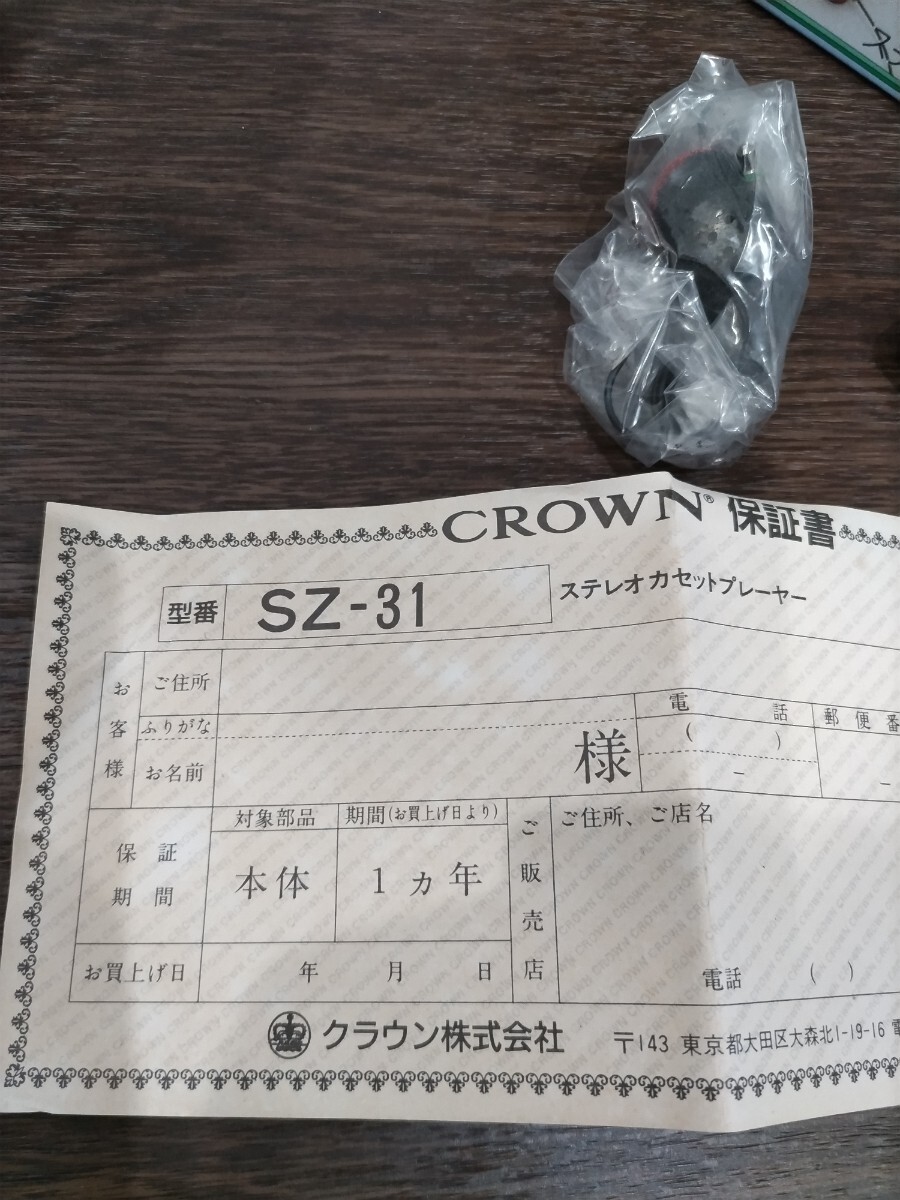 CROWN® 保証書
型番 SZ-31 ステレオカセットプレーヤー
お客様 ご住所
ふりがな
お名前 様
電話 ( ) －
郵便番 －
保証期間 対象部品 期間(お買上げ日より)
本体 1ヵ年
お買上げ日 年 月 日
ご販売店 ご住所、ご店名
電話 ( )
クラウン株式会社 〒143 東京都大田区大森北1-19-16